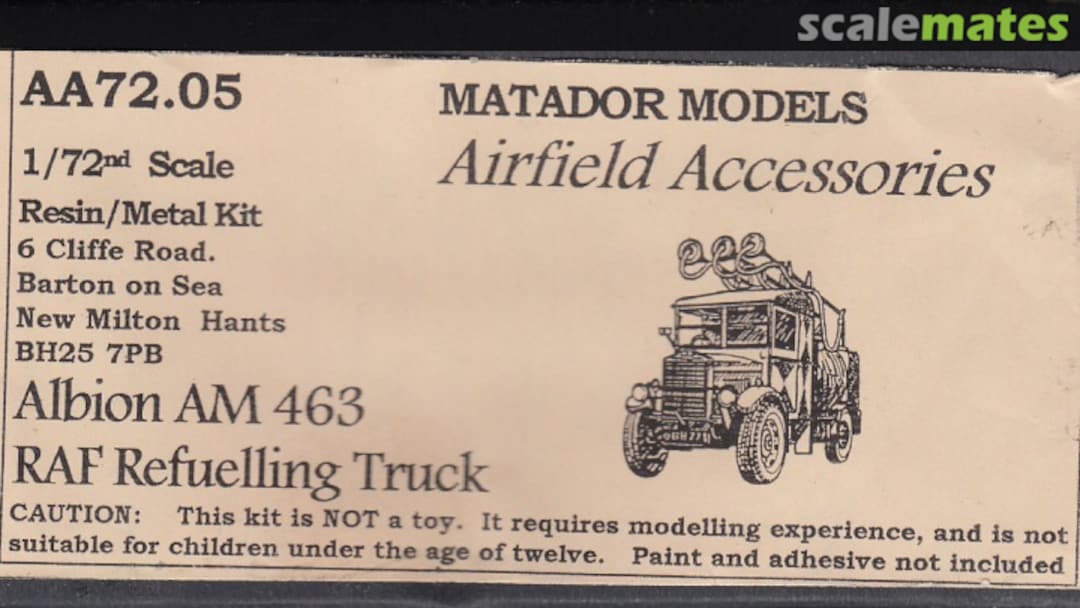 scalemates
AA72.05
1/72nd Scale
Resin/Metal Kit
6 Cliffe Road.
Barton on Sea
New Milton Hants
BH25 7PB
Albion AM 463
RAF Refuelling Truck
MATADOR MODELS
Airfield Accessories
CAUTION: This kit is NOT a toy. It requires modelling experience, and is not
suitable for children under the age of twelve. Paint and adhesive not included